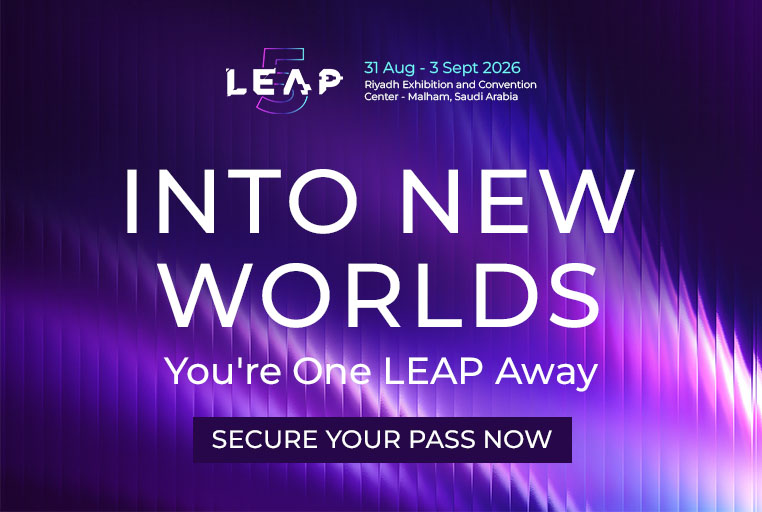 LEAP
5
31 Aug - 3 Sept 2026
Riyadh Exhibition and Convention
Center - Malham, Saudi Arabia
INTO NEW
WORLDS
You're One LEAP Away
SECURE YOUR PASS NOW